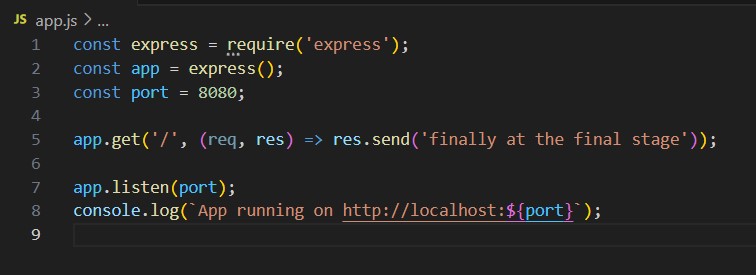 JS app.js > ...
1 const express = require('express');
2 const app = express();
3 const port = 8080;
4
5 app.get('/', (req, res) => res.send('finally at the final stage'));
6
7 app.listen(port);
8 console.log(`App running on http://localhost:${port}`);
9